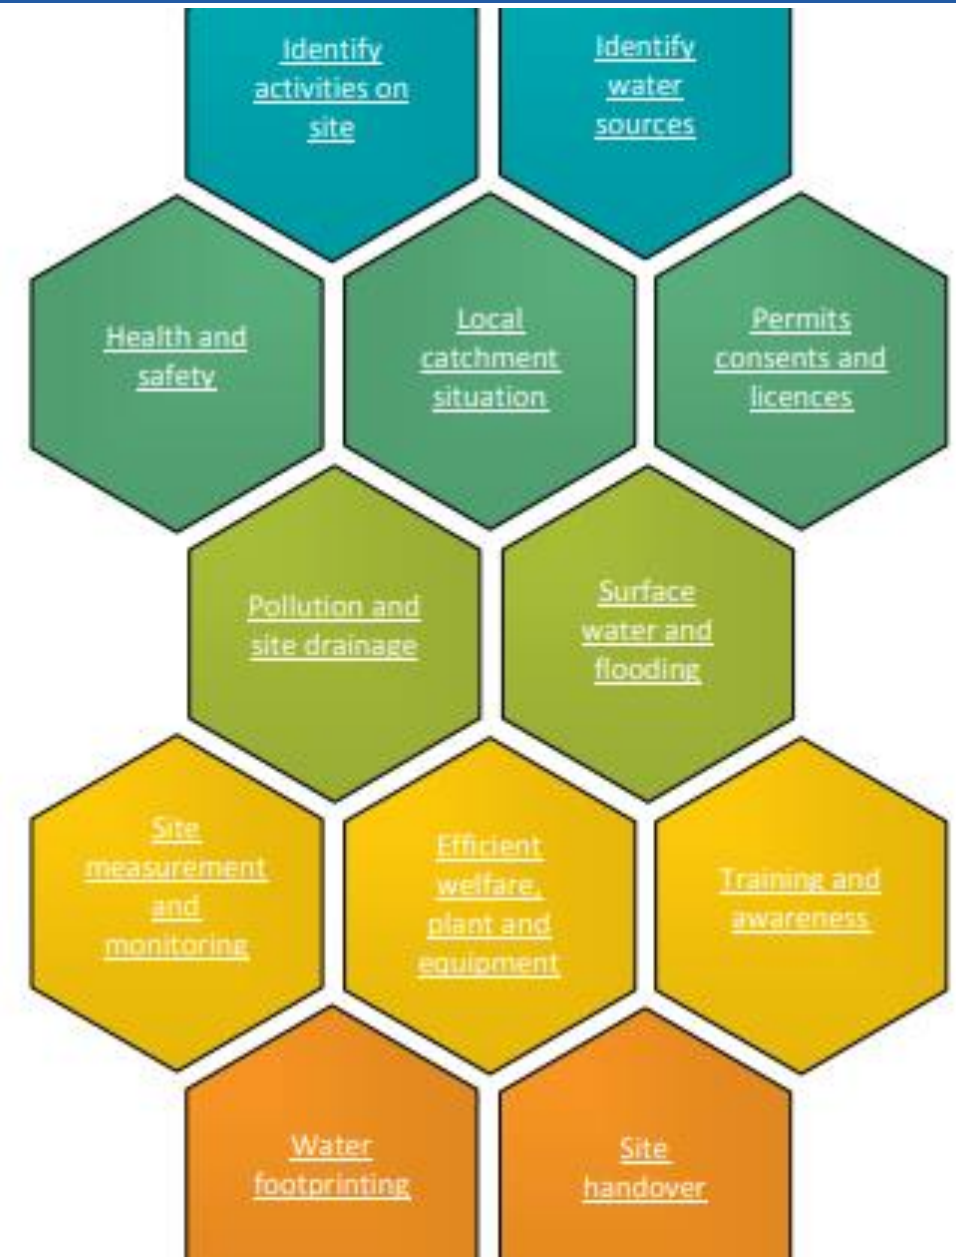 Identify
activities on
site
Identify
water
sources
Health and
safety
Local
catchment
situation
Permits
consents and
licences
Pollution and
site drainage
Surface
water and
flooding
Site
measurement
and
monitoring
Efficient
welfare,
plant and
equipment
Training and
awareness
Water
footprinting
Site
handover